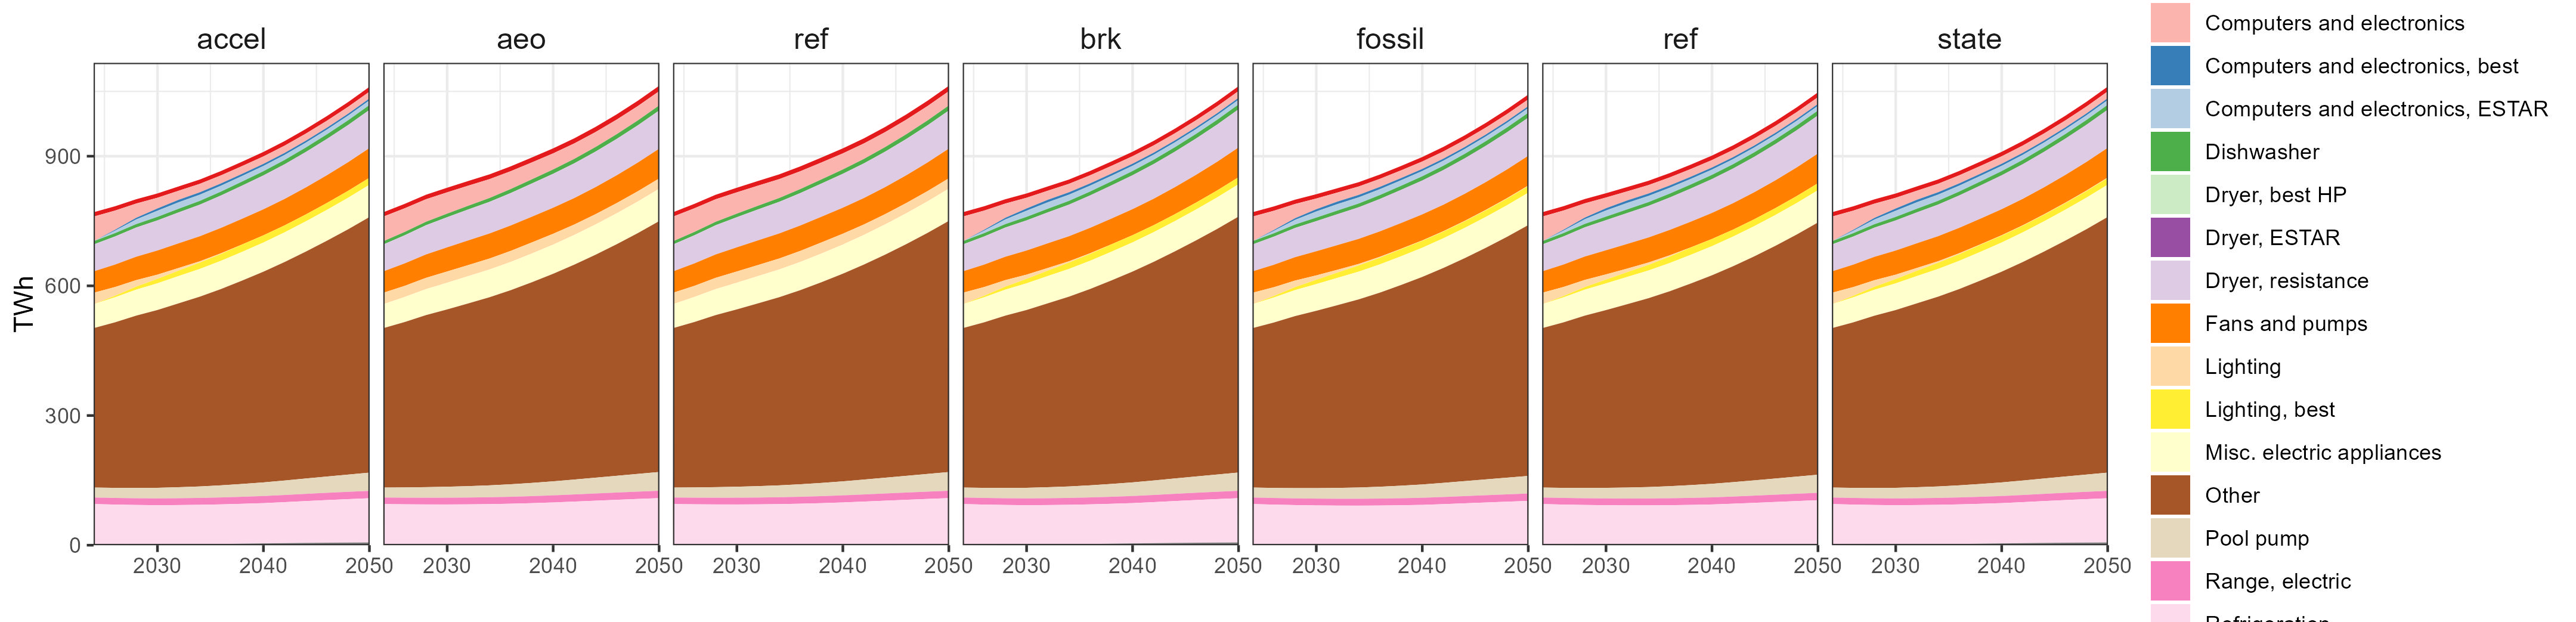 accel aeo ref brk fossil ref state
TWh
900
600
300
0
2030 2040 2050 2030 2040 2050 2030 2040 2050 2030 2040 2050 2030 2040 2050 2030 2040 2050 2030 2040 2050
Computers and electronics
Computers and electronics, best
Computers and electronics, ESTAR
Dishwasher
Dryer, best HP
Dryer, ESTAR
Dryer, resistance
Fans and pumps
Lighting
Lighting, best
Misc. electric appliances
Other
Pool pump
Range, electric